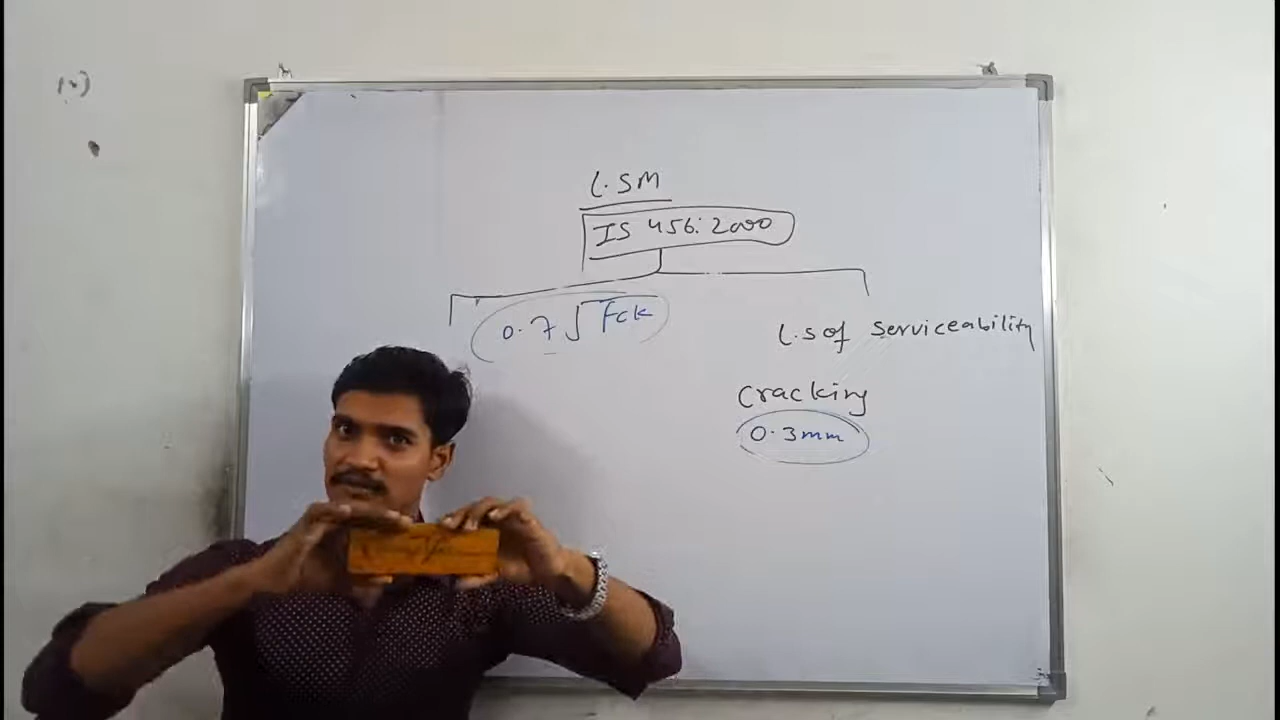 L.SM
IS 456:2000
0.7√fck
L.S of serviceability
cracking
0.3mm